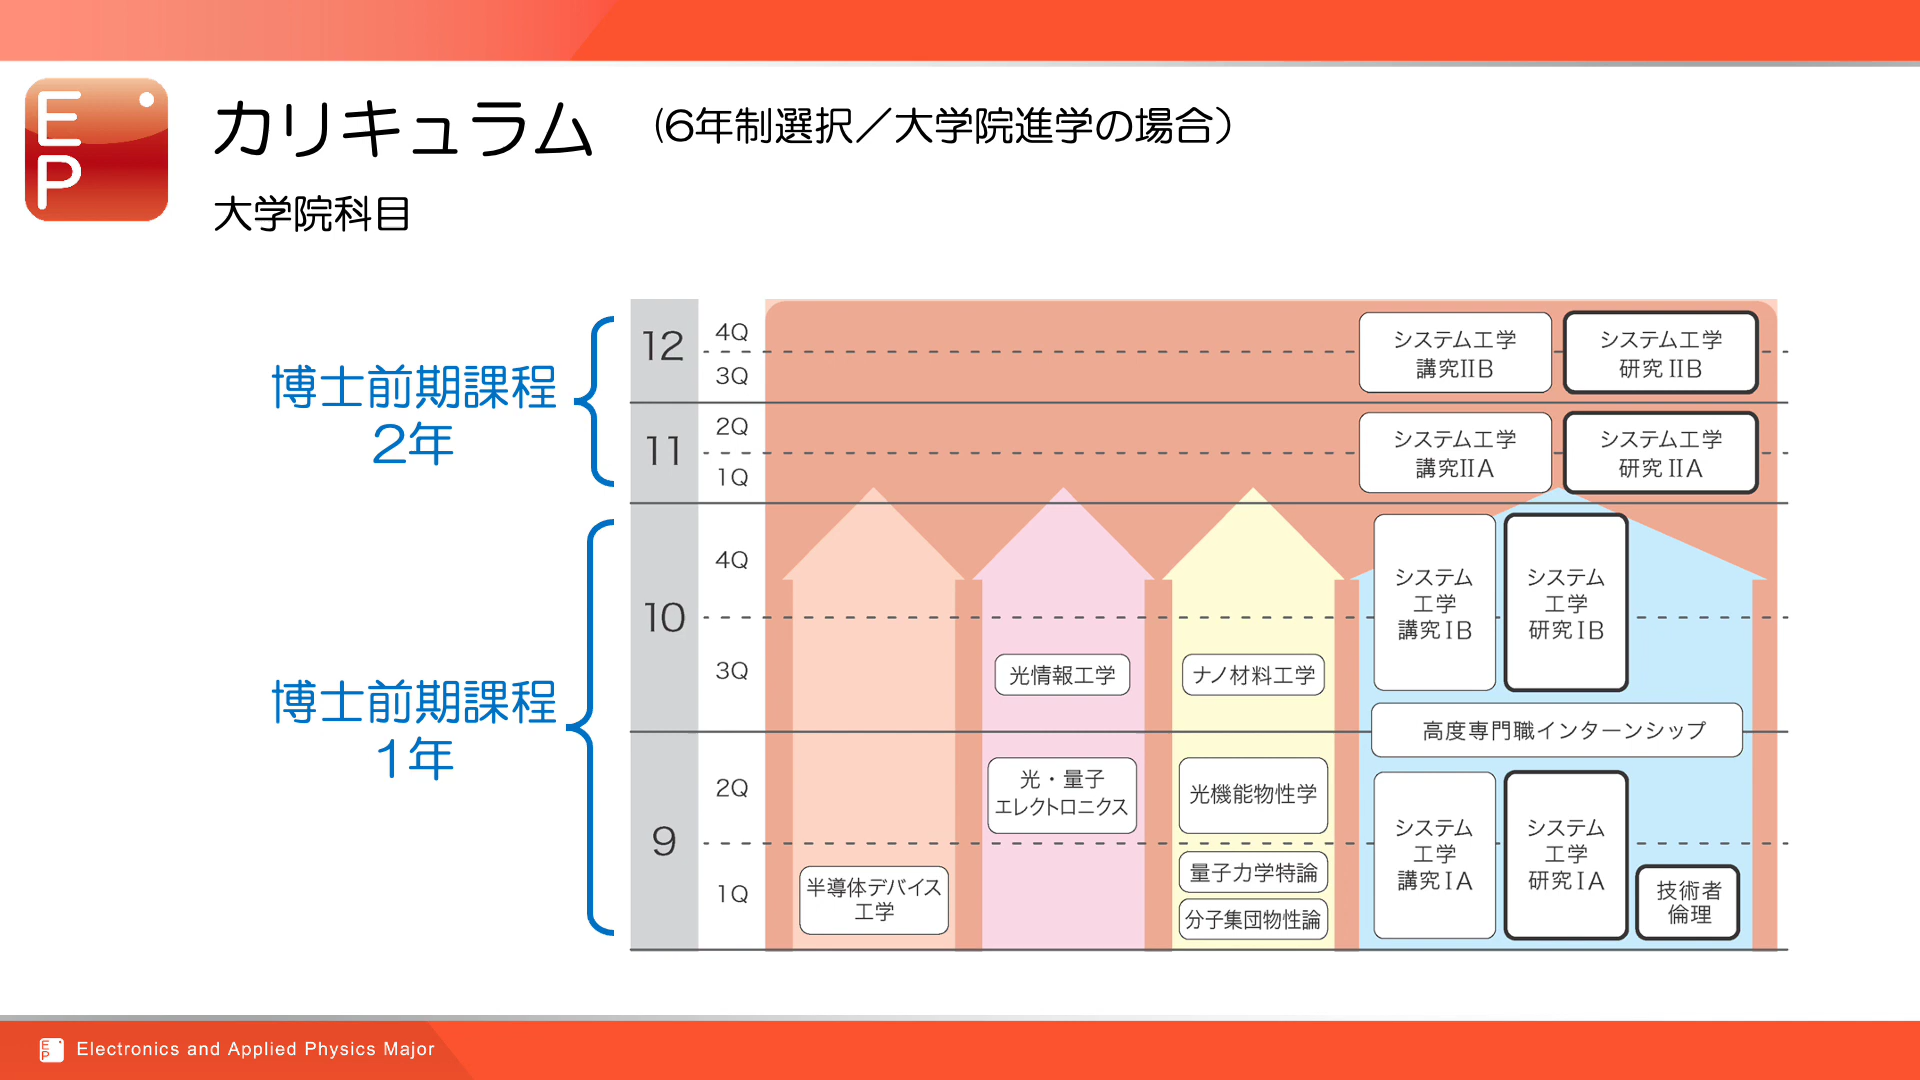 E
P
カリキュラム (6年制選択／大学院進学の場合)
大学院科目
博士前期課程
2年
博士前期課程
1年
12
4Q
3Q
システム工学
講究ⅡB
システム工学
研究ⅡB
11
2Q
1Q
システム工学
講究ⅡA
システム工学
研究ⅡA
10
4Q
3Q
光情報工学
ナノ材料工学
システム
工学
講究ⅠB
システム
工学
研究ⅠB
高度専門職インターンシップ
9
2Q
1Q
半導体デバイス
工学
光・量子
エレクトロニクス
光機能物性学
量子力学特論
分子集団物性論
システム
工学
講究ⅠA
システム
工学
研究ⅠA
技術者
倫理
E
P
Electronics and Applied Physics Major